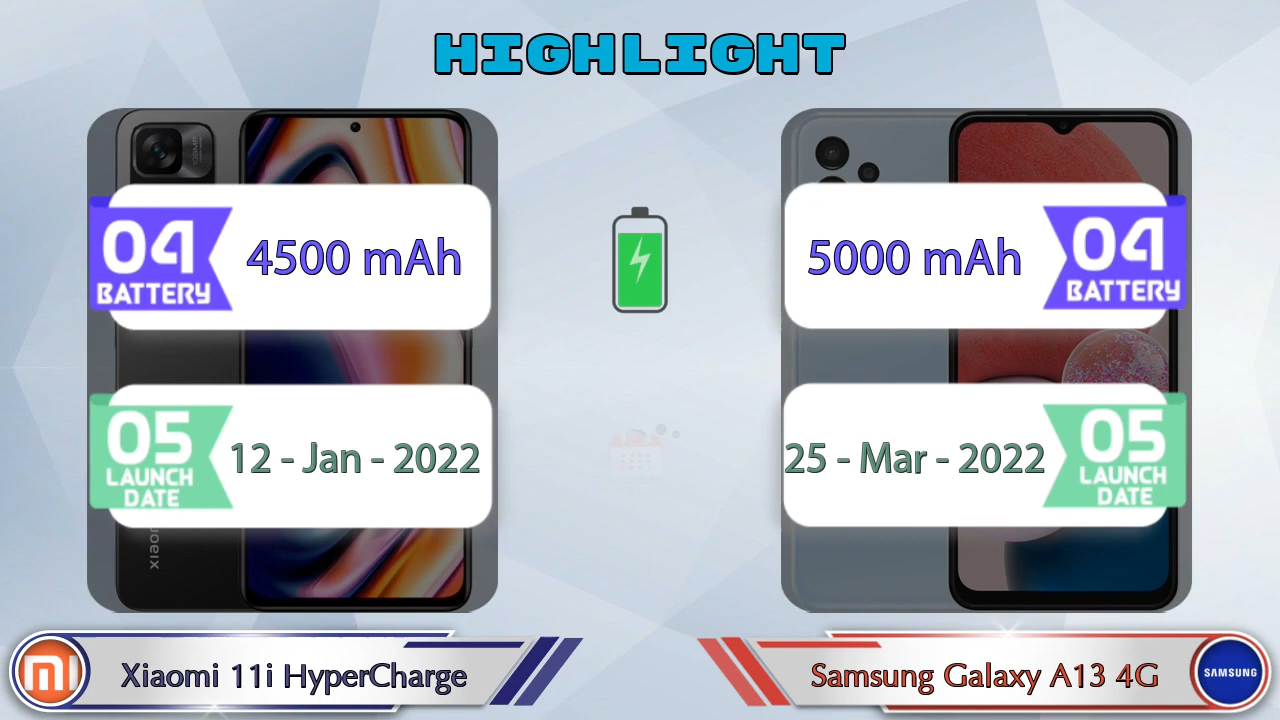 HIGHLIGHT
108MP
04
BATTERY
4500 mAh
5000 mAh
04
BATTERY
05
LAUNCH
DATE
12 - Jan - 2022
25 - Mar - 2022
05
LAUNCH
DATE
Xiaomi 11i HyperCharge
Samsung Galaxy A13 4G
SAMSUNG